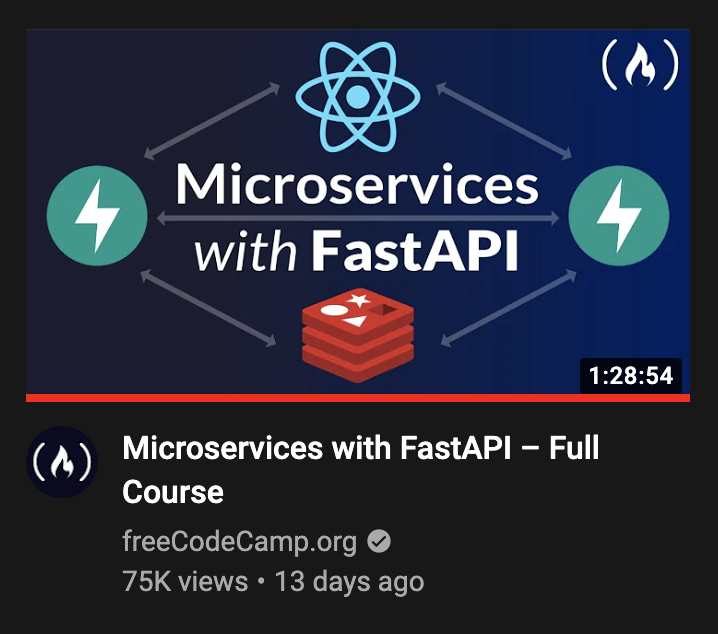 Microservices
with FastAPI
1:28:54
Microservices with FastAPI – Full
Course
freeCodeCamp.org
75K views • 13 days ago